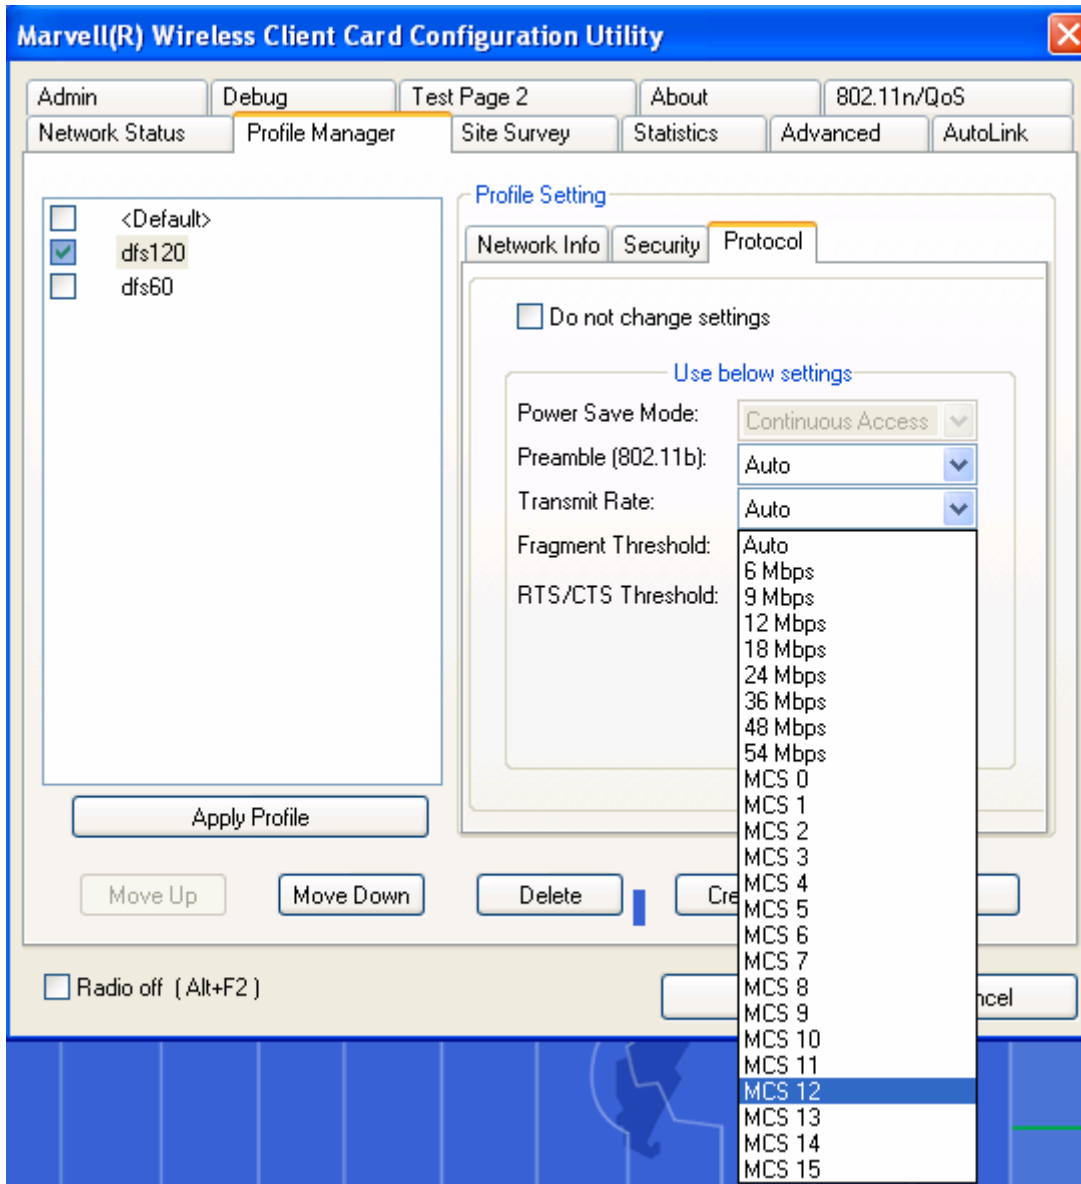 Marvell(R) Wireless Client Card Configuration Utility
Admin Debug Test Page 2 About 802.11n/QoS
Network Status Profile Manager Site Survey Statistics Advanced AutoLink
<Default>
dfs120
dfs60
Apply Profile
Profile Setting
Network Info Security Protocol
Do not change settings
Use below settings
Power Save Mode: Continuous Access
Preamble (802.11b): Auto
Transmit Rate: Auto
Fragment Threshold:
RTS/CTS Threshold:
Auto
6 Mbps
9 Mbps
12 Mbps
18 Mbps
24 Mbps
36 Mbps
48 Mbps
54 Mbps
MCS 0
MCS 1
MCS 2
MCS 3
MCS 4
MCS 5
MCS 6
MCS 7
MCS 8
MCS 9
MCS 10
MCS 11
MCS 12
MCS 13
MCS 14
MCS 15
Move Up Move Down Delete Cre
Radio off ( Alt+F2 ) ncel